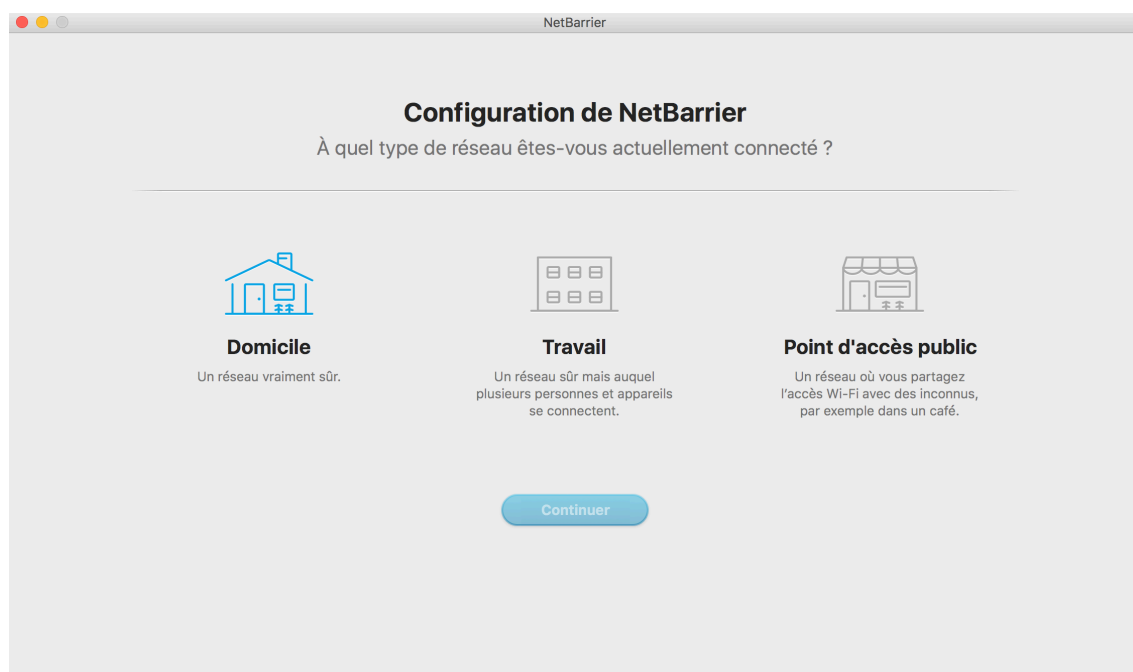 NetBarrier
Configuration de NetBarrier
À quel type de réseau êtes-vous actuellement connecté ?
Domicile
Un réseau vraiment sûr.
Travail
Un réseau sûr mais auquel
plusieurs personnes et appareils
se connectent.
Point d'accès public
Un réseau où vous partagez
l'accès Wi-Fi avec des inconnus,
par exemple dans un café.
Continuer